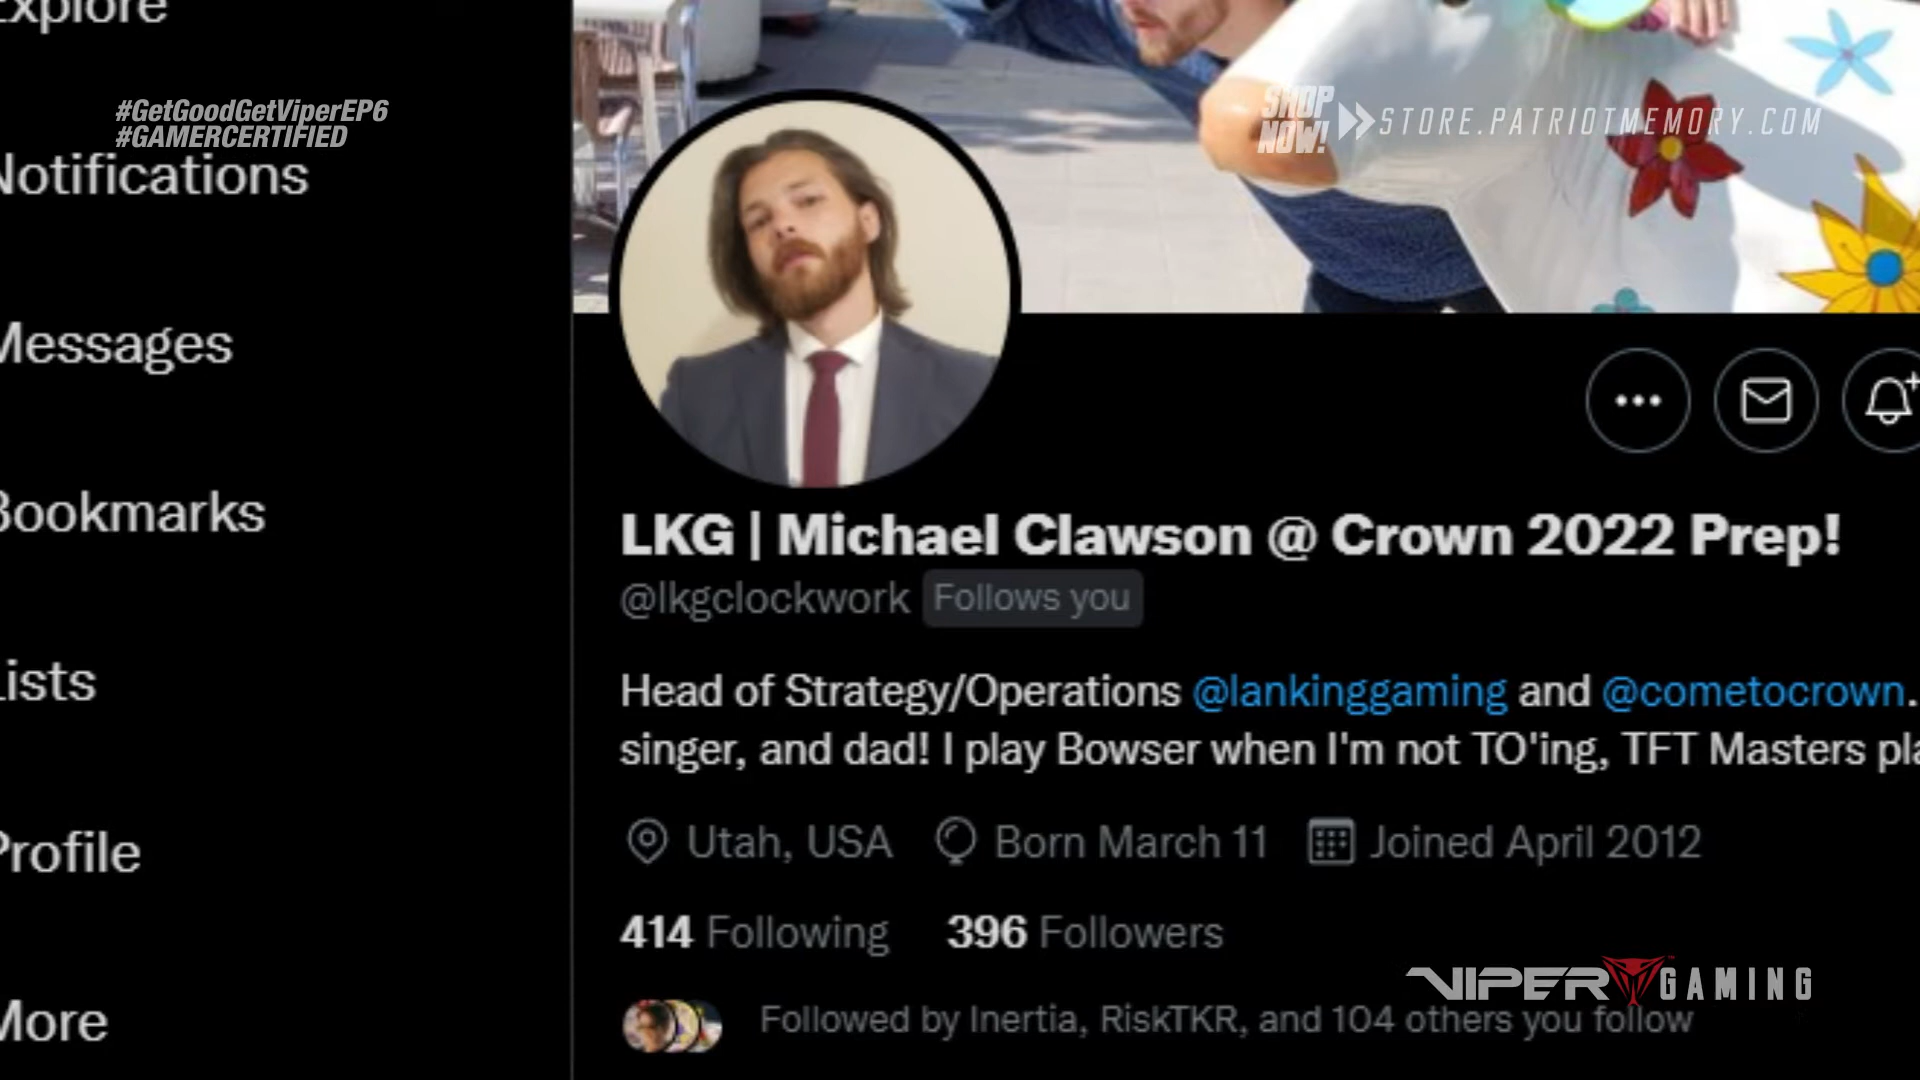 Explore
#GetGoodGetViperEP6
#GAMERCERTIFIED
SHOP NOW! STORE.PATRIOTMEMORY.COM
Notifications
Messages
Bookmarks
Lists
Profile
More
LKG | Michael Clawson @ Crown 2022 Prep!
@lkgclockwork Follows you
Head of Strategy/Operations @lankinggaming and @cometocrown.
singer, and dad! I play Bowser when I'm not TO'ing, TFT Masters
Utah, USA Born March 11 Joined April 2012
414 Following 396 Followers
Followed by Inertia, RiskTKR, and 104 others you follow
VIPER GAMING